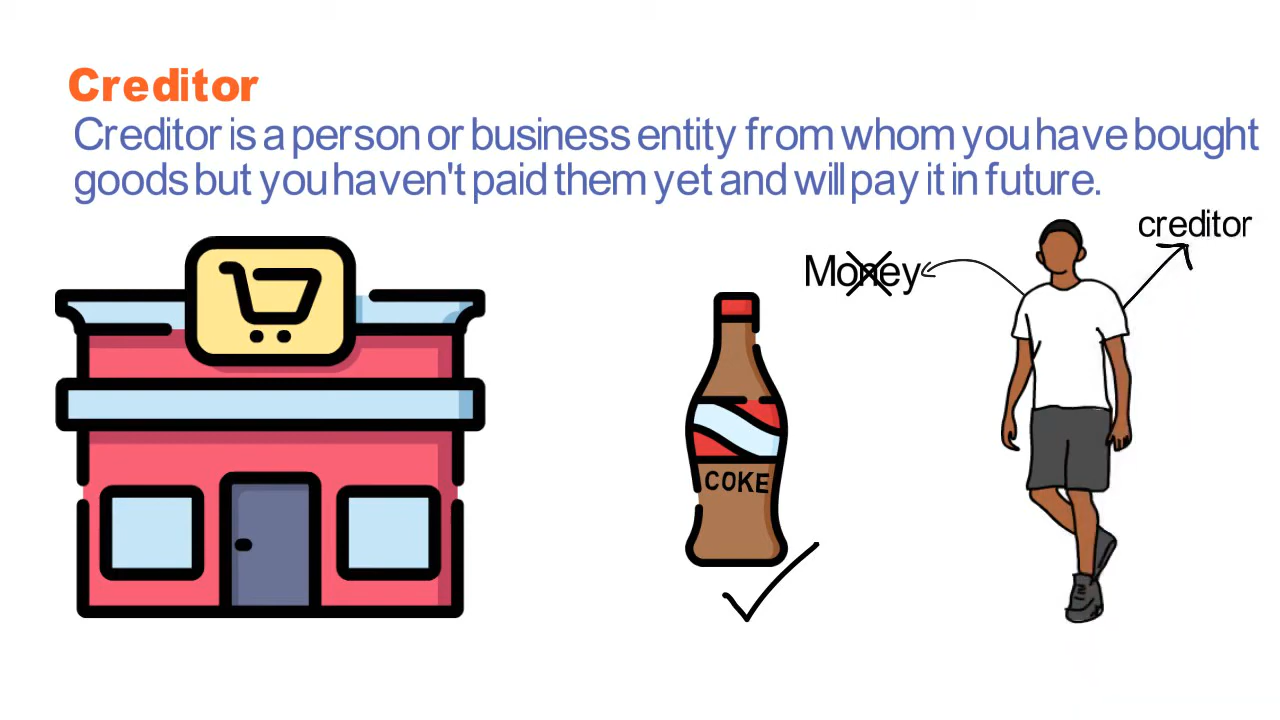 Creditor
Creditor is a person or business entity from whom you have bought
goods but you haven't paid them yet and will pay it in future.
creditor
Money
COKE